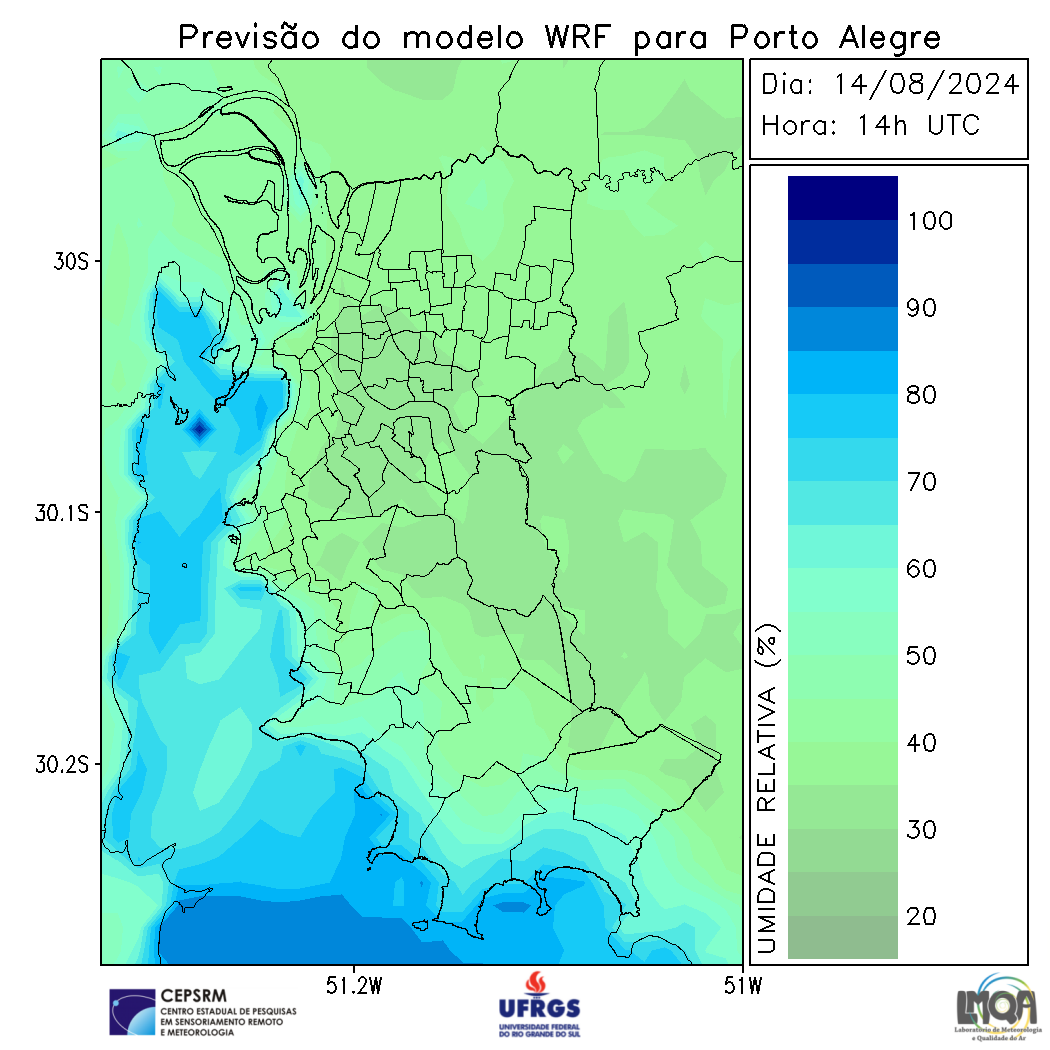 Previsão do modelo WRF para Porto Alegre
Dia: 14/08/2024
Hora: 14h UTC
100
90
80
70
60
50
40
30
20
UMIDADE RELATIVA (%)
30S
30.1S
30.2S
51.2W
51W
CEPSRM
CENTRO ESTADUAL DE PESQUISAS
EM SENSORIAMENTO REMOTO
E METEOROLOGIA
UFRGS
UNIVERSIDADE FEDERAL
DO RIO GRANDE DO SUL
LMQA
Laboratório de Meteorologia
e Qualidade do Ar